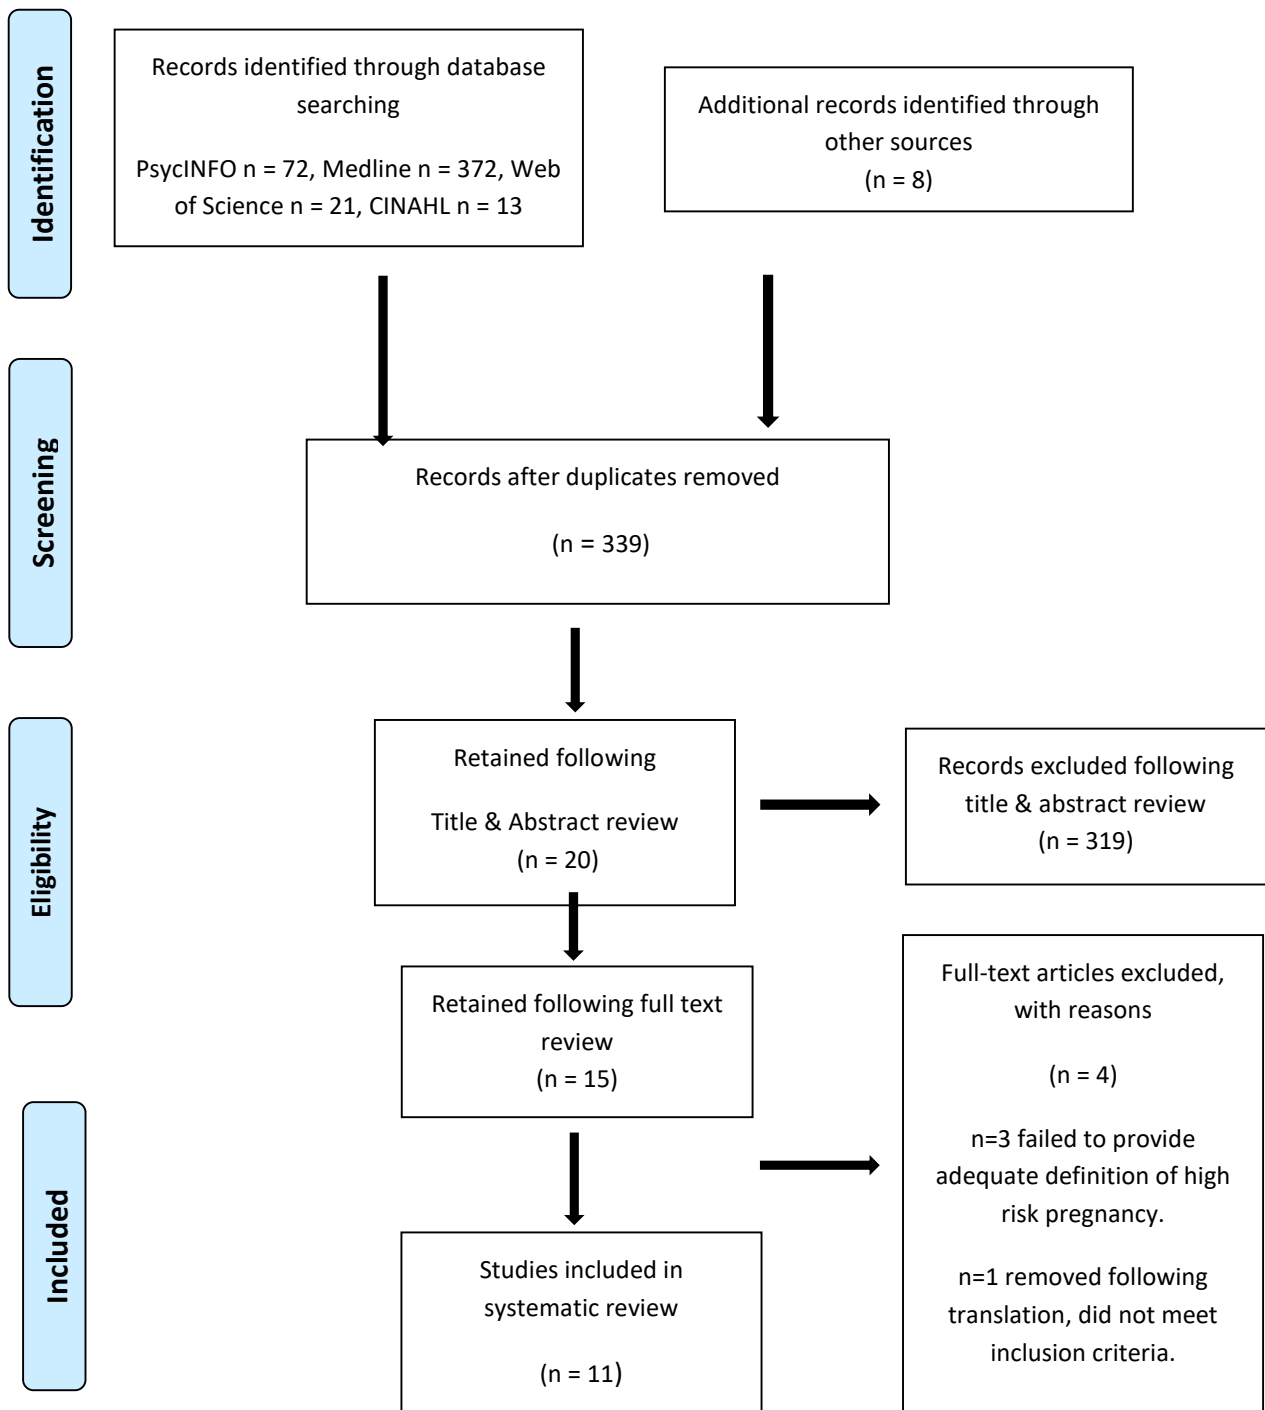 Identification
Records identified through database
searching
PsycINFO n = 72, Medline n = 372, Web
of Science n = 21, CINAHL n = 13
Additional records identified through
other sources
(n = 8)
Screening
Records after duplicates removed
(n = 339)
Eligibility
Retained following
Title & Abstract review
(n = 20)
Records excluded following
title & abstract review
(n = 319)
Retained following full text
review
(n = 15)
Full-text articles excluded,
with reasons
(n = 4)
n=3 failed to provide
adequate definition of high
risk pregnancy.
n=1 removed following
translation, did not meet
inclusion criteria.
Included
Studies included in
systematic review
(n = 11)